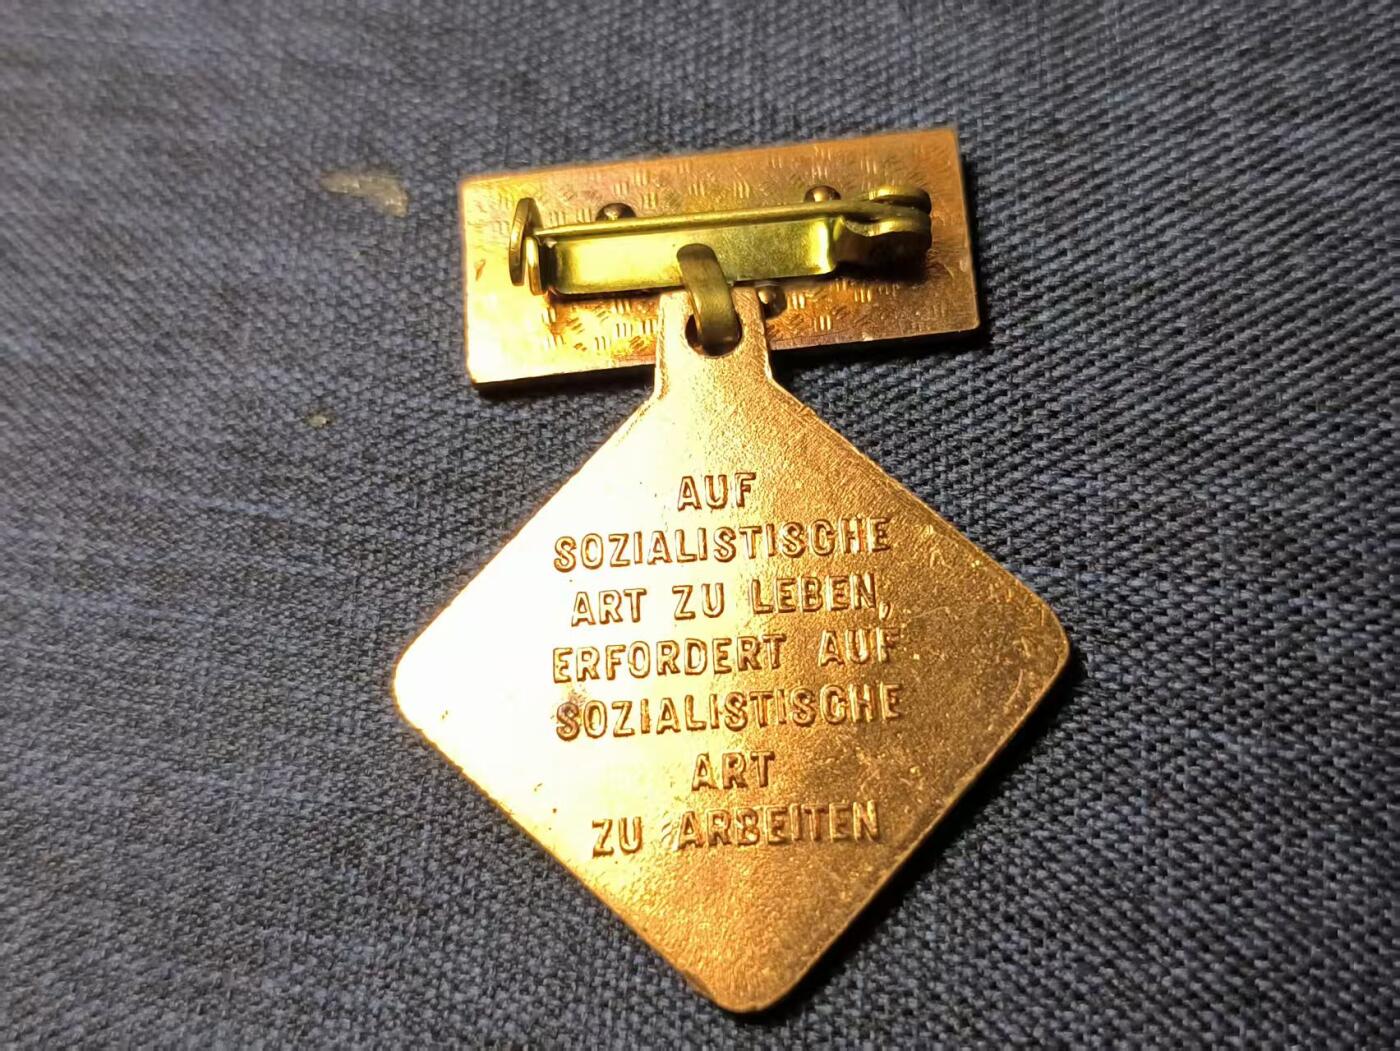 AUF
SOZIALISTISCHE
ART ZU LEBEN,
ERFORDERT AUF
SOZIALISTISCHE
ART
ZU ARBEITEN